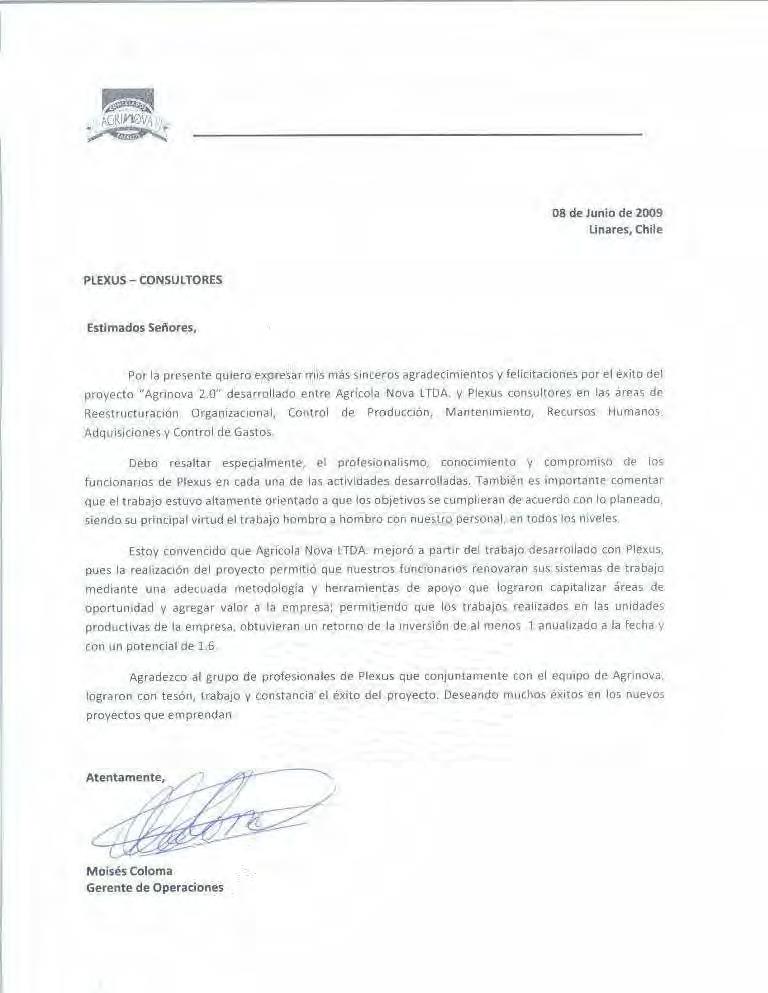 AGRINOVA
08 de Junio de 2009
Linares, Chile
PLEXUS – CONSULTORES
Estimados Señores,
Por la presente quiero expresar mis más sinceros agradecimientos y felicitaciones por el éxito del
proyecto "Agrinova 2.0" desarrollado entre Agrícola Nova LTDA. y Plexus consultores en las áreas de
Reestructuración Organizacional, Control de Producción, Mantenimiento, Recursos Humanos,
Adquisiciones y Control de Gastos.
Debo resaltar especialmente, el profesionalismo, conocimiento y compromiso de los
funcionarios de Plexus en cada una de las actividades desarrolladas. También es importante comentar
que el trabajo estuvo altamente orientado a que los objetivos se cumplieran de acuerdo con lo planeado,
siendo su principal virtud el trabajo hombro a hombro con nuestro personal, en todos los niveles.
Estoy convencido que Agrícola Nova LTDA. mejoró a partir del trabajo desarrollado con Plexus,
pues la realización del proyecto permitió que nuestros funcionarios renovaran sus sistemas de trabajo
mediante una adecuada metodología y herramientas de apoyo que lograron capitalizar áreas de
oportunidad y agregar valor a la empresa; permitiendo que los trabajos realizados en las unidades
productivas de la empresa, obtuvieran un retorno de la inversión de al menos 1 anualizado a la fecha y
con un potencial de 1.6.
Agradezco al grupo de profesionales de Plexus que conjuntamente con el equipo de Agrinova,
lograron con tesón, trabajo y constancia el éxito del proyecto. Deseando muchos éxitos en los nuevos
proyectos que emprendan
Atentamente,
Moisés Coloma
Gerente de Operaciones